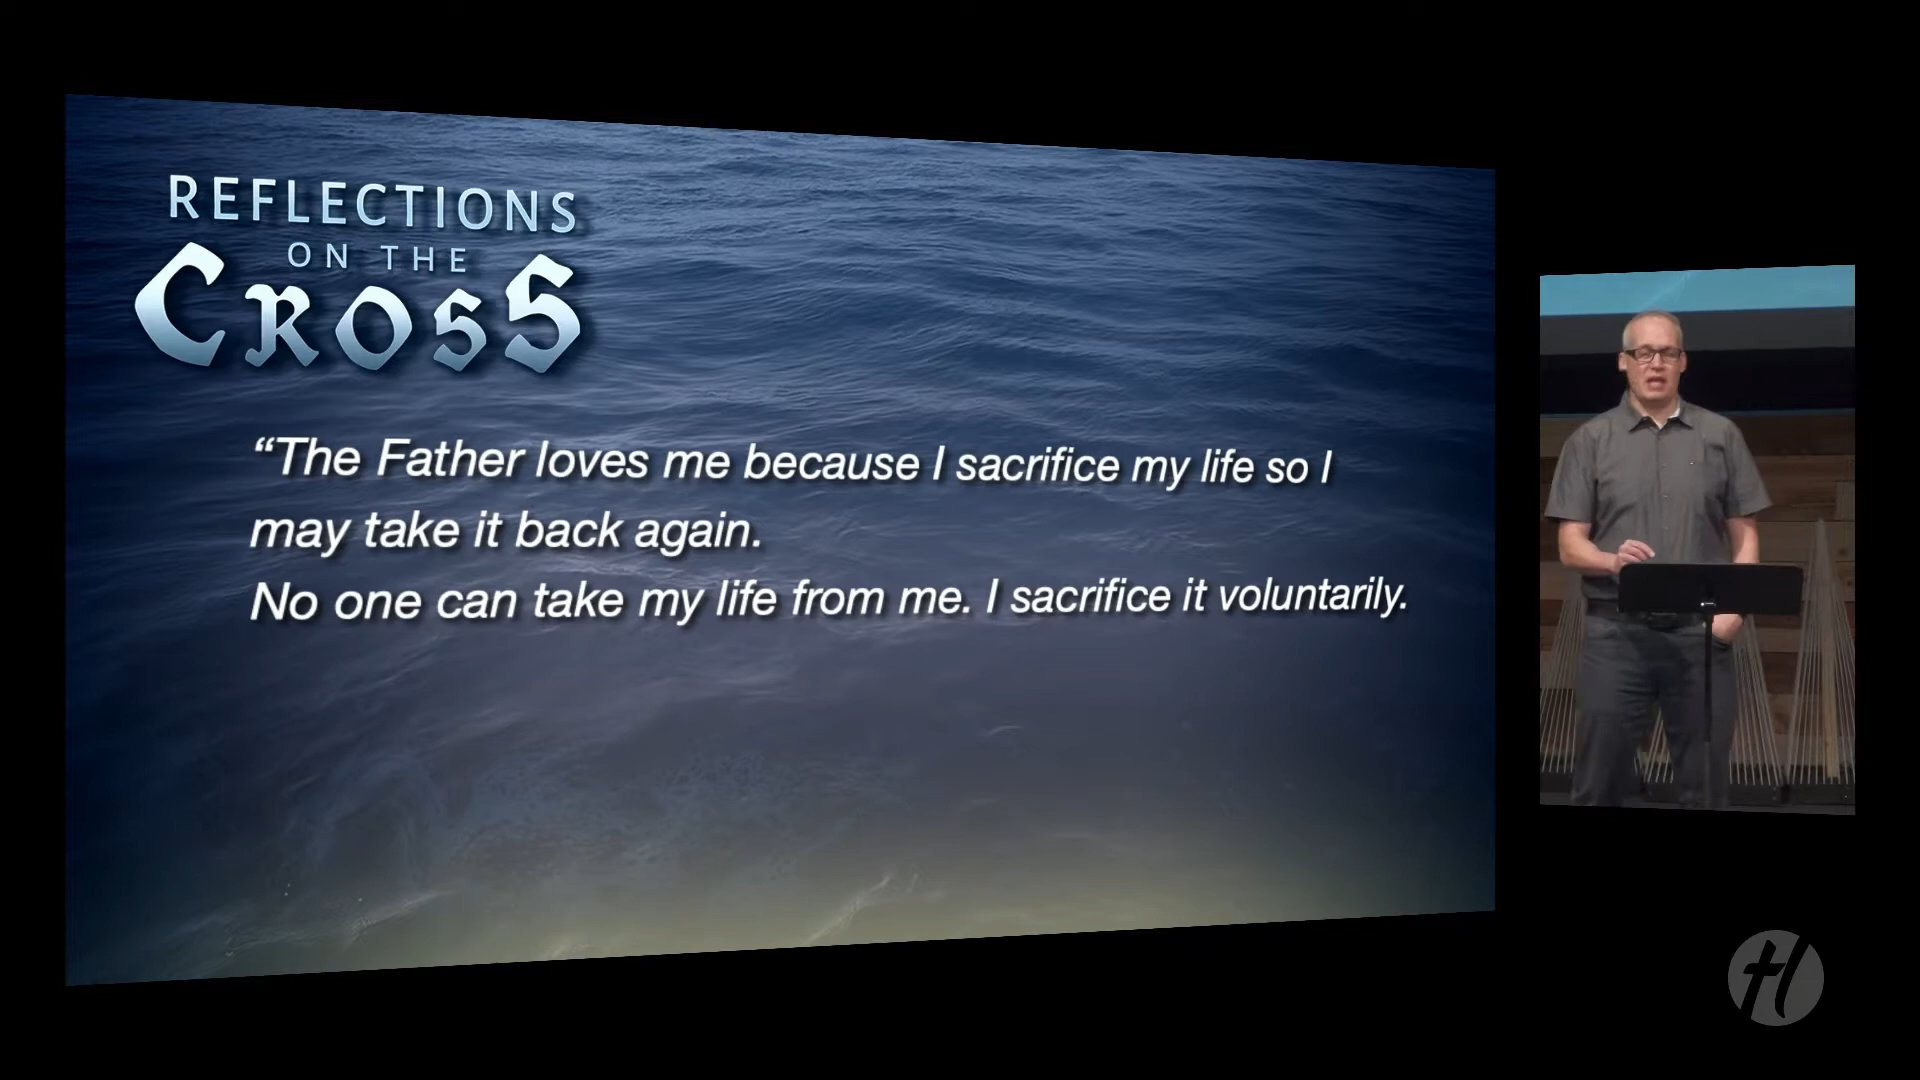 REFLECTIONS
ON THE
CROSS
“The Father loves me because I sacrifice my life so I
may take it back again.
No one can take my life from me. I sacrifice it voluntarily.